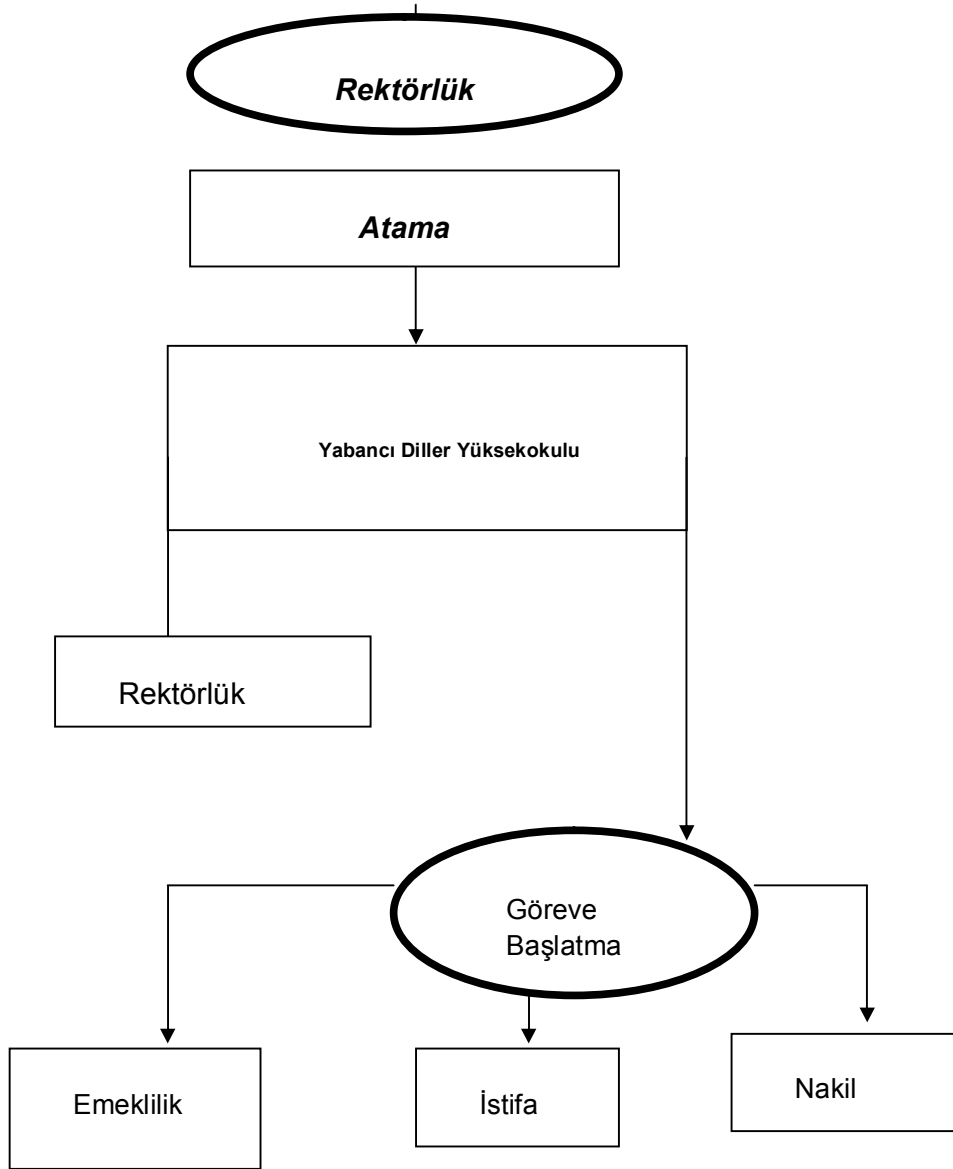 Rektörlük
Atama
Yabancı Diller Yüksekokulu
Rektörlük
Göreve
Başlatma
Emeklilik
İstifa
Nakil